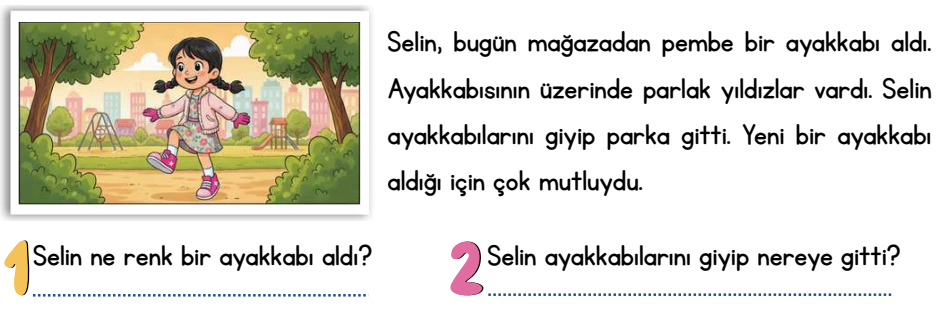 Selin, bugün mağazadan pembe bir ayakkabı aldı.
Ayakkabısının üzerinde parlak yıldızlar vardı. Selin
ayakkabılarını giyip parka gitti. Yeni bir ayakkabı
aldığı için çok mutluydu.
1 Selin ne renk bir ayakkabı aldı?
2 Selin ayakkabılarını giyip nereye gitti?